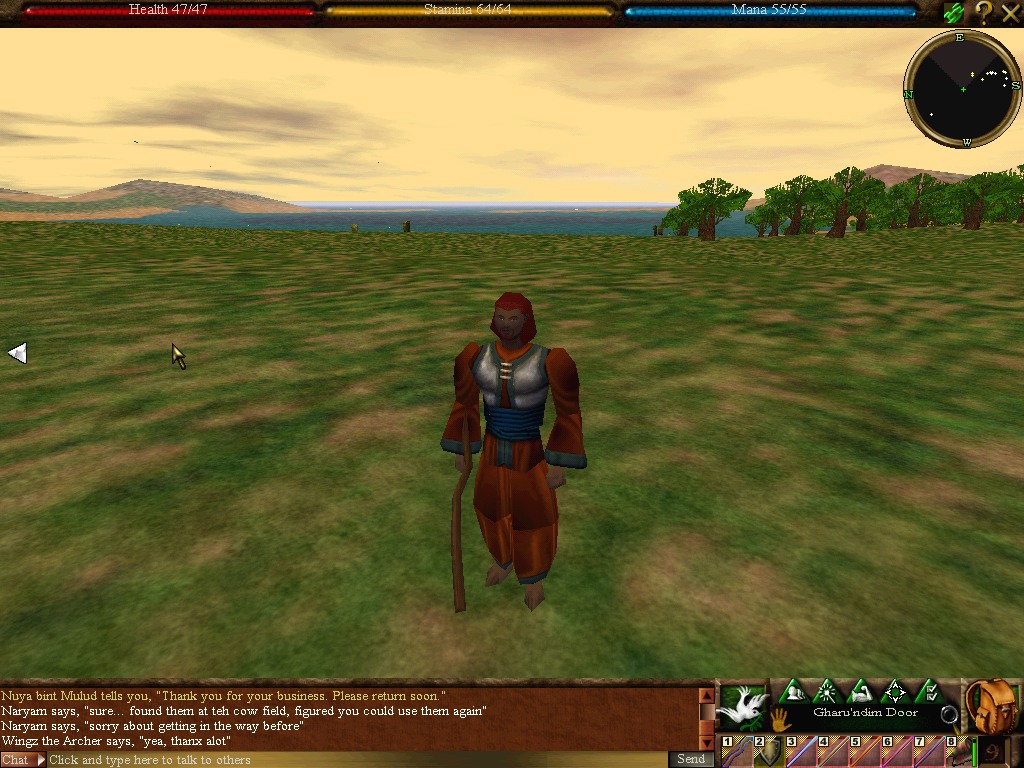 Health 47/47
Stamina 64/64
Mana 55/55
E
N
S
W
Nuya bint Mulud tells you, "Thank you for your business. Please return soon."
Naryam says, "sure... found them at teh cow field, figured you could use them again"
Naryam says, "sorry about getting in the way before"
Wingz the Archer says, "yea, thanx alot"
Chat
Click and type here to talk to others
Send
Gharu'ndim Door
1 2 3 4 5 6 7 8 9